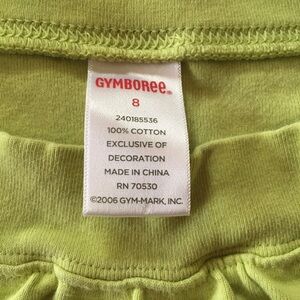 GYMBOREE®
8
240185536
100% COTTON
EXCLUSIVE OF
DECORATION
MADE IN CHINA
RN 70530
©2006 GYM-MARK, INC.